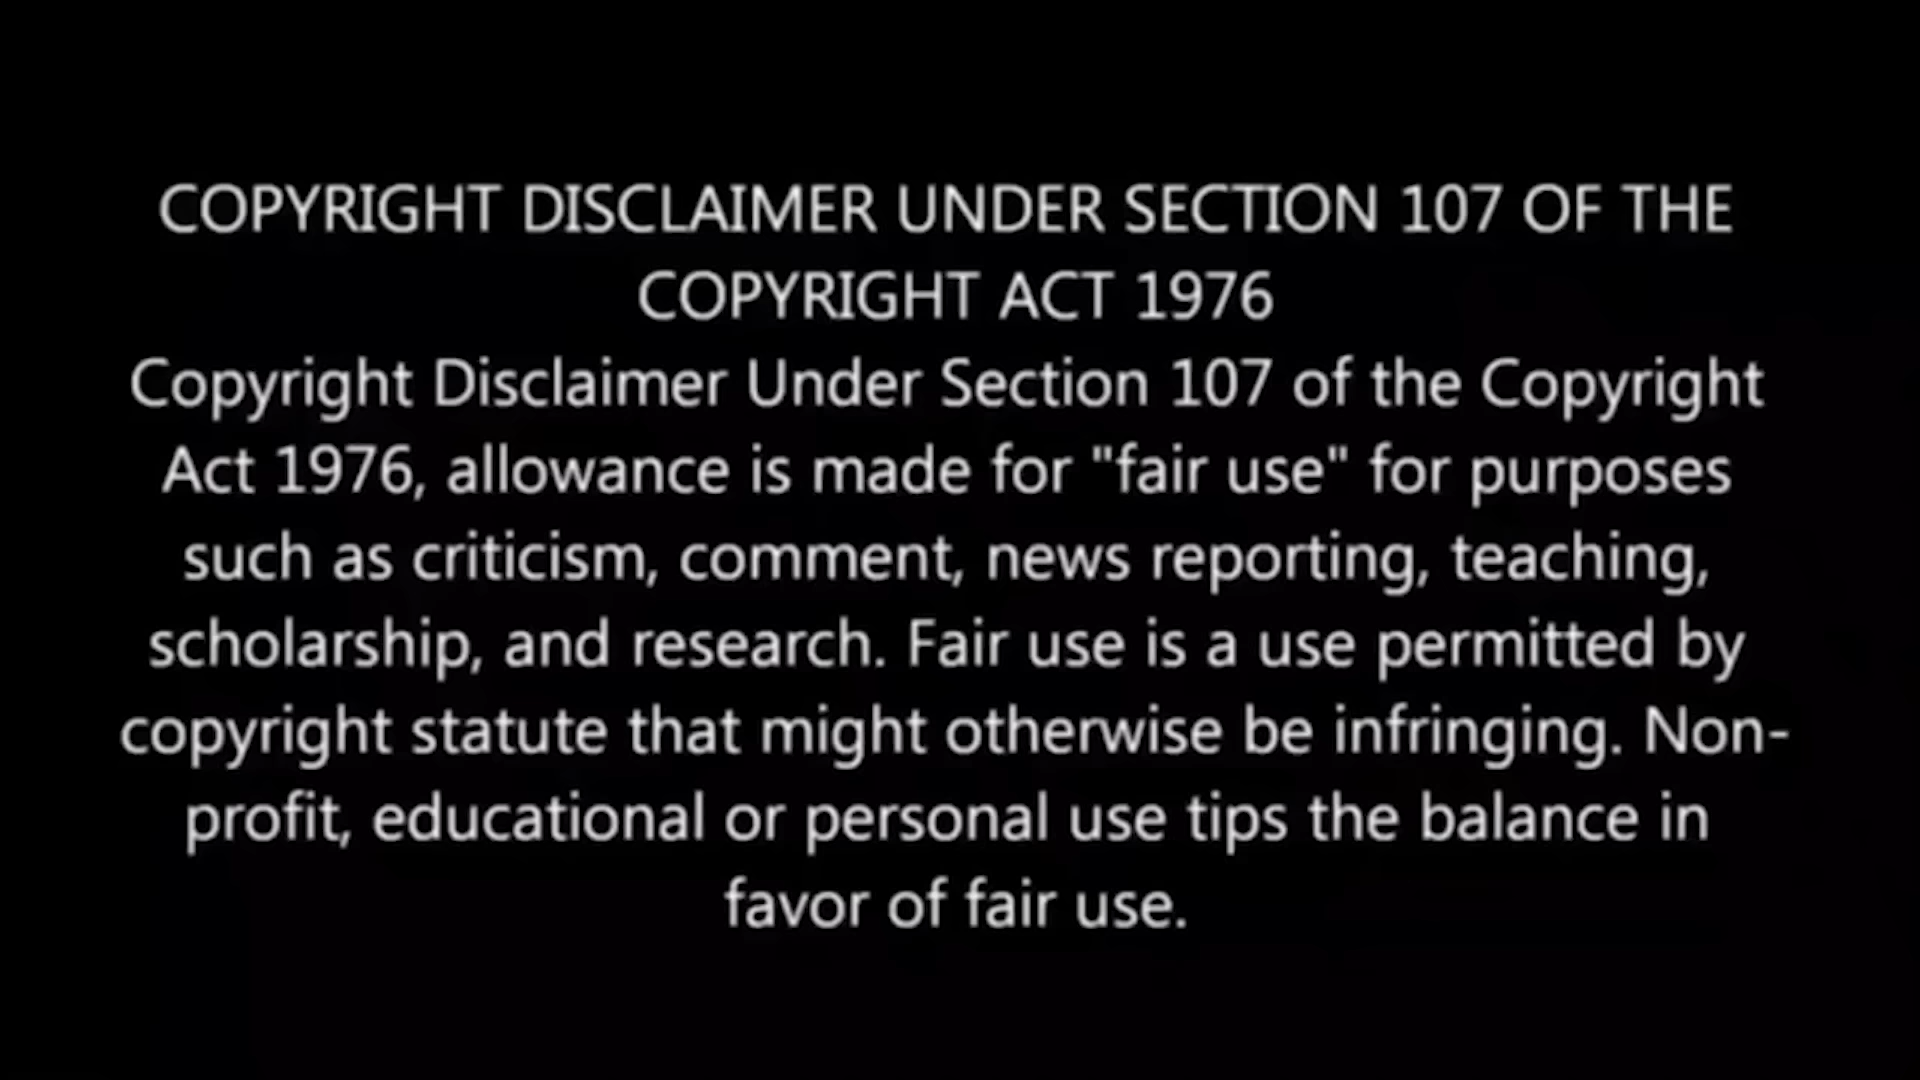 COPYRIGHT DISCLAIMER UNDER SECTION 107 OF THE
COPYRIGHT ACT 1976
Copyright Disclaimer Under Section 107 of the Copyright
Act 1976, allowance is made for "fair use" for purposes
such as criticism, comment, news reporting, teaching,
scholarship, and research. Fair use is a use permitted by
copyright statute that might otherwise be infringing. Non-
profit, educational or personal use tips the balance in
favor of fair use.